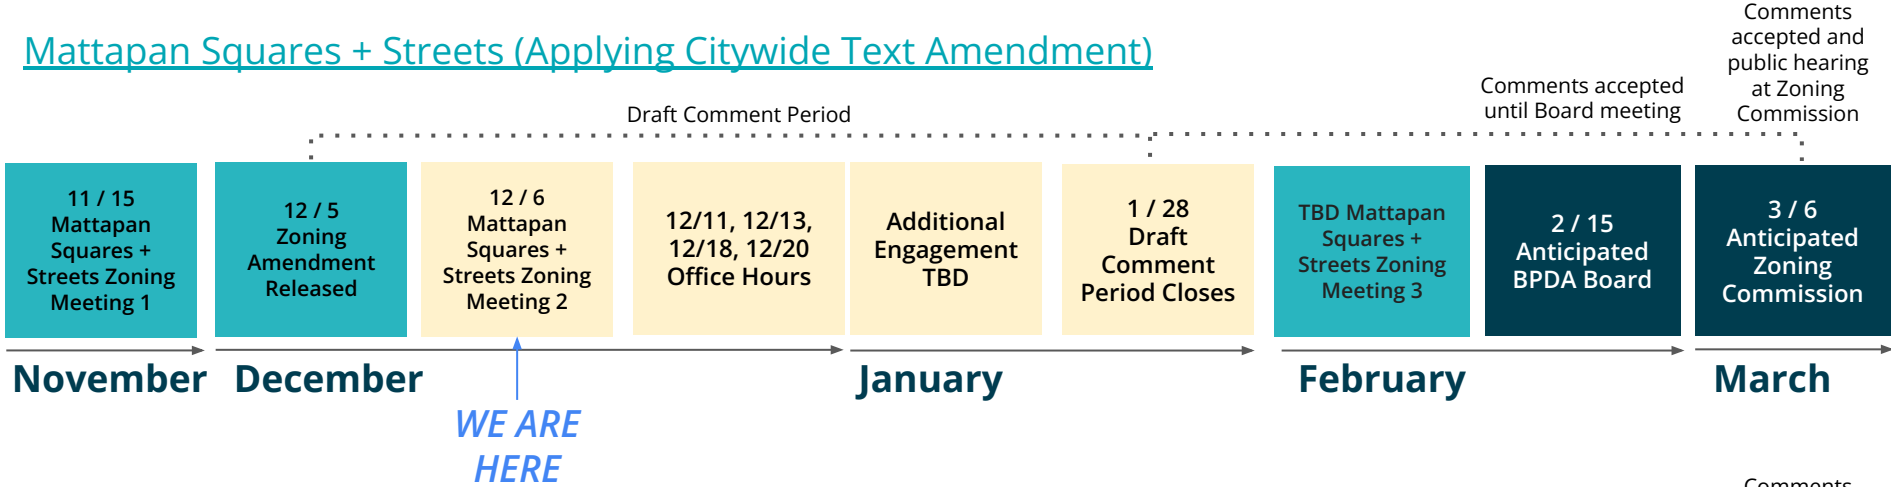 Mattapan Squares + Streets (Applying Citywide Text Amendment)
Comments
accepted and
public hearing
at Zoning
Commission
Comments accepted
until Board meeting
Draft Comment Period
11 / 15
Mattapan
Squares +
Streets Zoning
Meeting 1
12 / 5
Zoning
Amendment
Released
12 / 6
Mattapan
Squares +
Streets Zoning
Meeting 2
12/11, 12/13,
12/18, 12/20
Office Hours
Additional
Engagement
TBD
1 / 28
Draft
Comment
Period Closes
TBD Mattapan
Squares +
Streets Zoning
Meeting 3
2 / 15
Anticipated
BPDA Board
3 / 6
Anticipated
Zoning
Commission
November
December
January
February
March
WE ARE
HERE
Comments